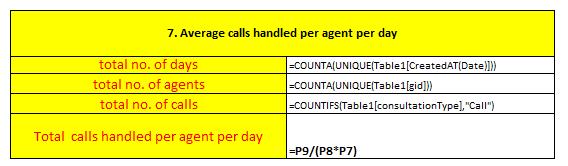 7. Average calls handled per agent per day
total no. of days =COUNTA(UNIQUE(Table1[CreatedAT(Date)]))
total no. of agents =COUNTA(UNIQUE(Table1[gid]))
total no. of calls =COUNTIFS(Table1[consultationType],"Call")
Total calls handled per agent per day =P9/(P8*P7)